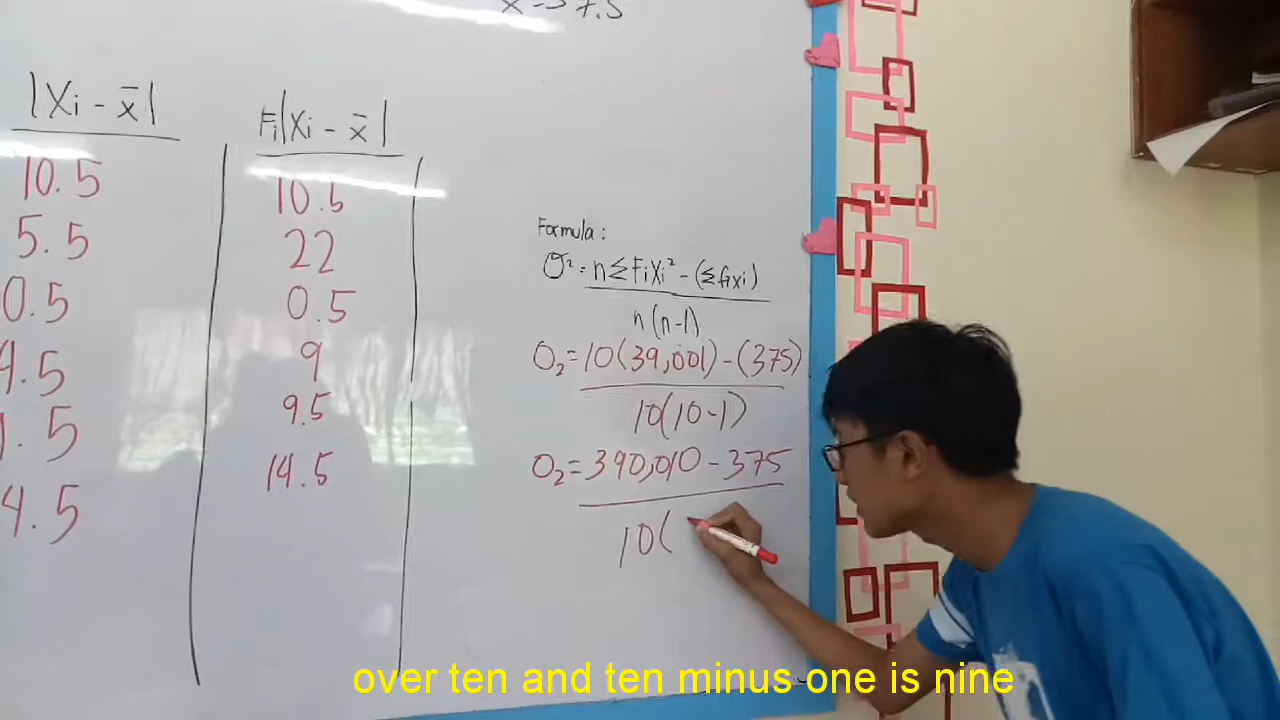 x̄ = 37.5
|Xi - x̄|
10.5
5.5
0.5
4.5
.5
4.5
Fi|Xi - x̄|
10.5
22
0.5
9
9.5
14.5
Formula:
σ² = n∑FiXi² - (∑fixi)
n(n-1)
O₂ = 10(39,001) - (375)
10(10-1)
O₂ = 390,010 - 375
10(
over ten and ten minus one is nine